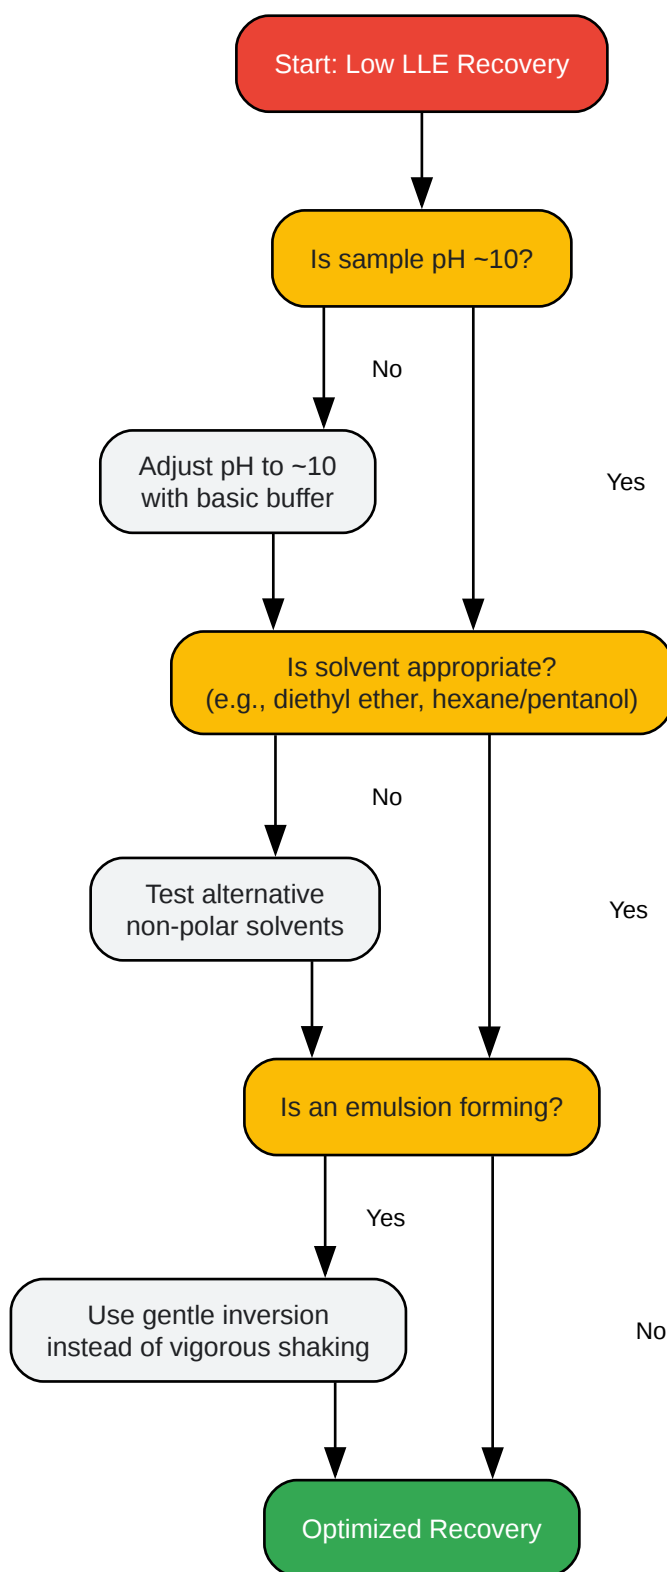 Start: Low LLE Recovery
Is sample pH ~10?
No
Adjust pH to ~10
with basic buffer
Yes
Is solvent appropriate?
(e.g., diethyl ether, hexane/pentanol)
No
Test alternative
non-polar solvents
Yes
Is an emulsion forming?
Yes
Use gentle inversion
instead of vigorous shaking
No
Optimized Recovery